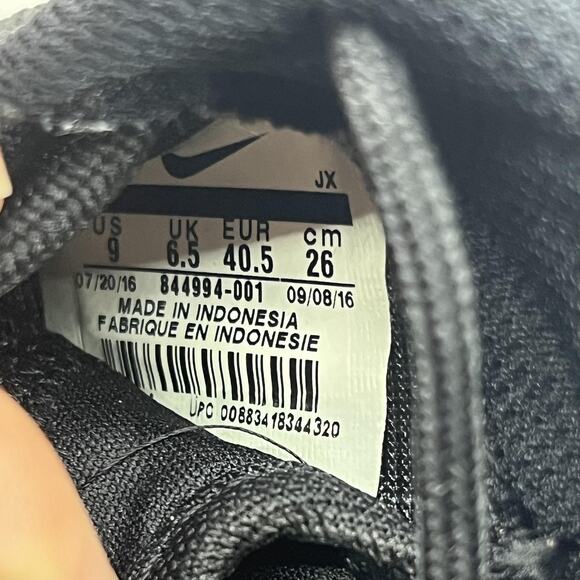 JX
US UK EUR cm
9 6.5 40.5 26
07/20/16 844994-001 09/08/16
MADE IN INDONESIA
FABRIQUE EN INDONESIE
UPC 00883418344320